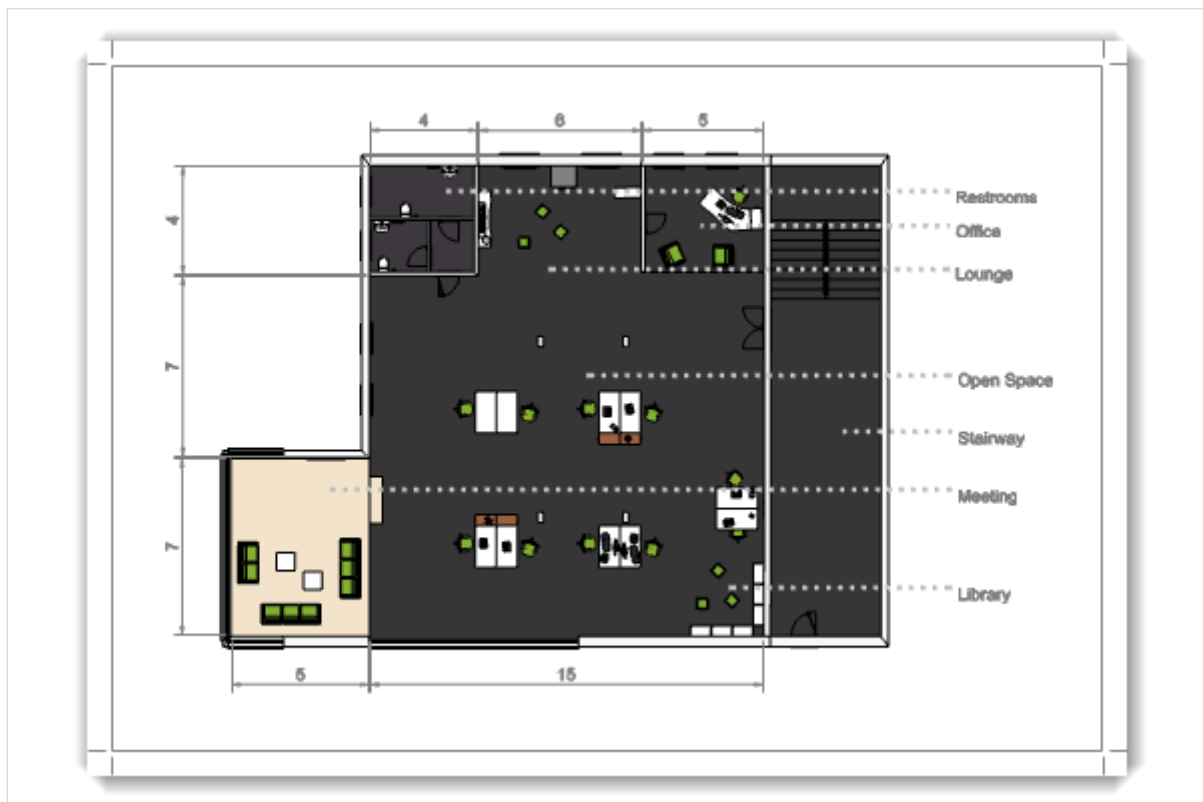 4 6 5
4
Restrooms
Office
Lounge
7
Open Space
Stairway
Meeting
7
Library
5 15